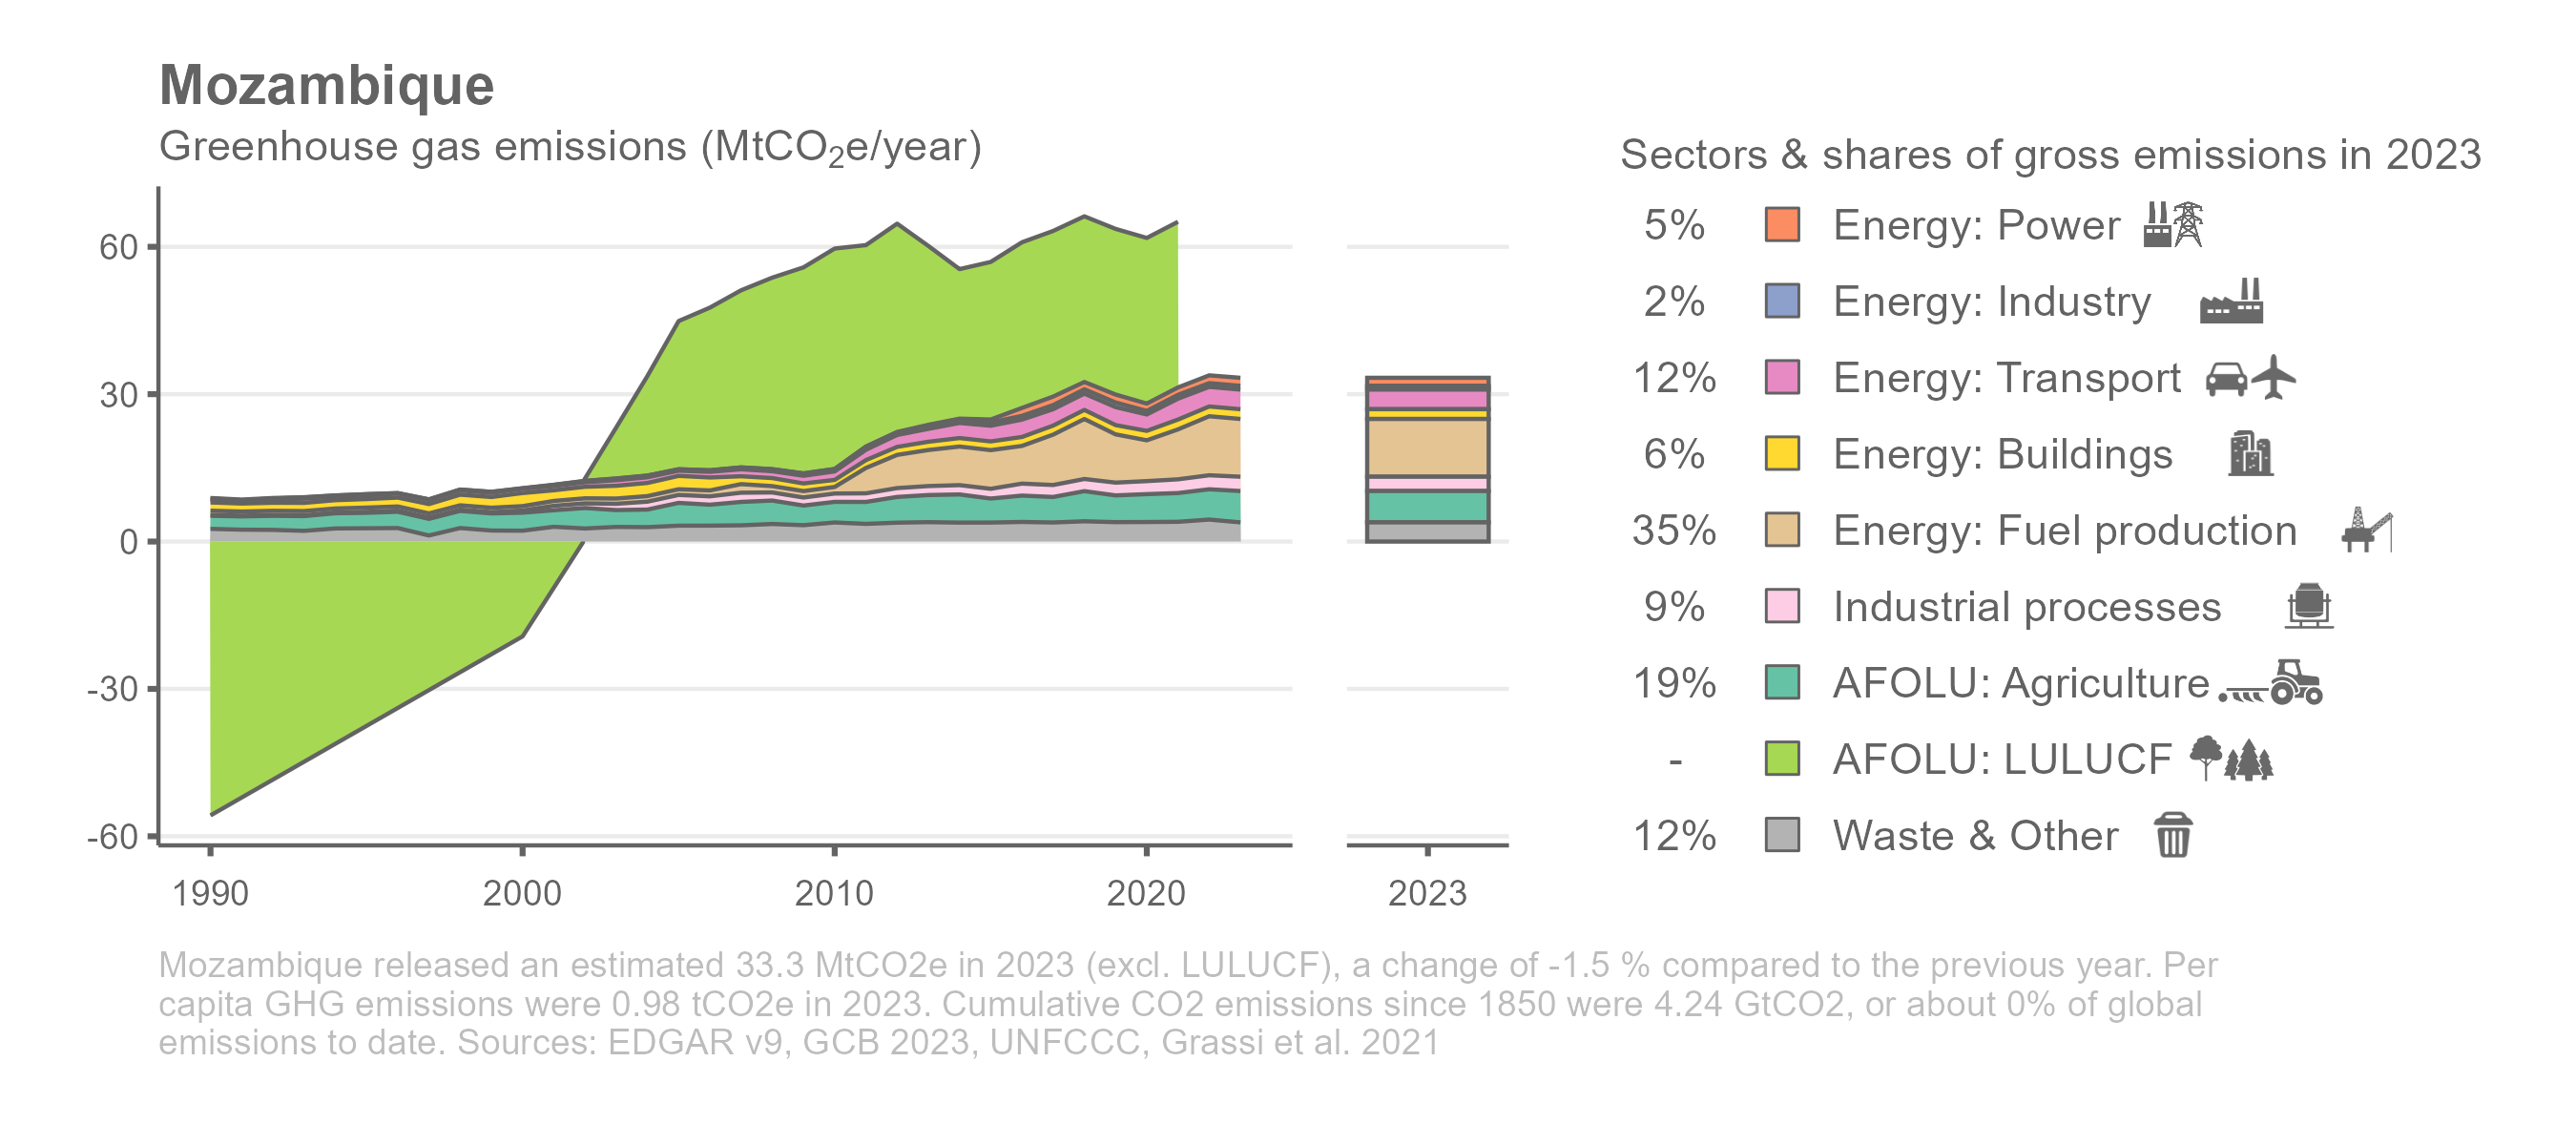 Mozambique
Greenhouse gas emissions (MtCO₂e/year)
60
30
0
-30
-60
1990
2000
2010
2020
2023
Sectors & shares of gross emissions in 2023
5% Energy: Power
2% Energy: Industry
12% Energy: Transport
6% Energy: Buildings
35% Energy: Fuel production
9% Industrial processes
19% AFOLU: Agriculture
- AFOLU: LULUCF
12% Waste & Other
Mozambique released an estimated 33.3 MtCO2e in 2023 (excl. LULUCF), a change of -1.5 % compared to the previous year. Per
capita GHG emissions were 0.98 tCO2e in 2023. Cumulative CO2 emissions since 1850 were 4.24 GtCO2, or about 0% of global
emissions to date. Sources: EDGAR v9, GCB 2023, UNFCCC, Grassi et al. 2021